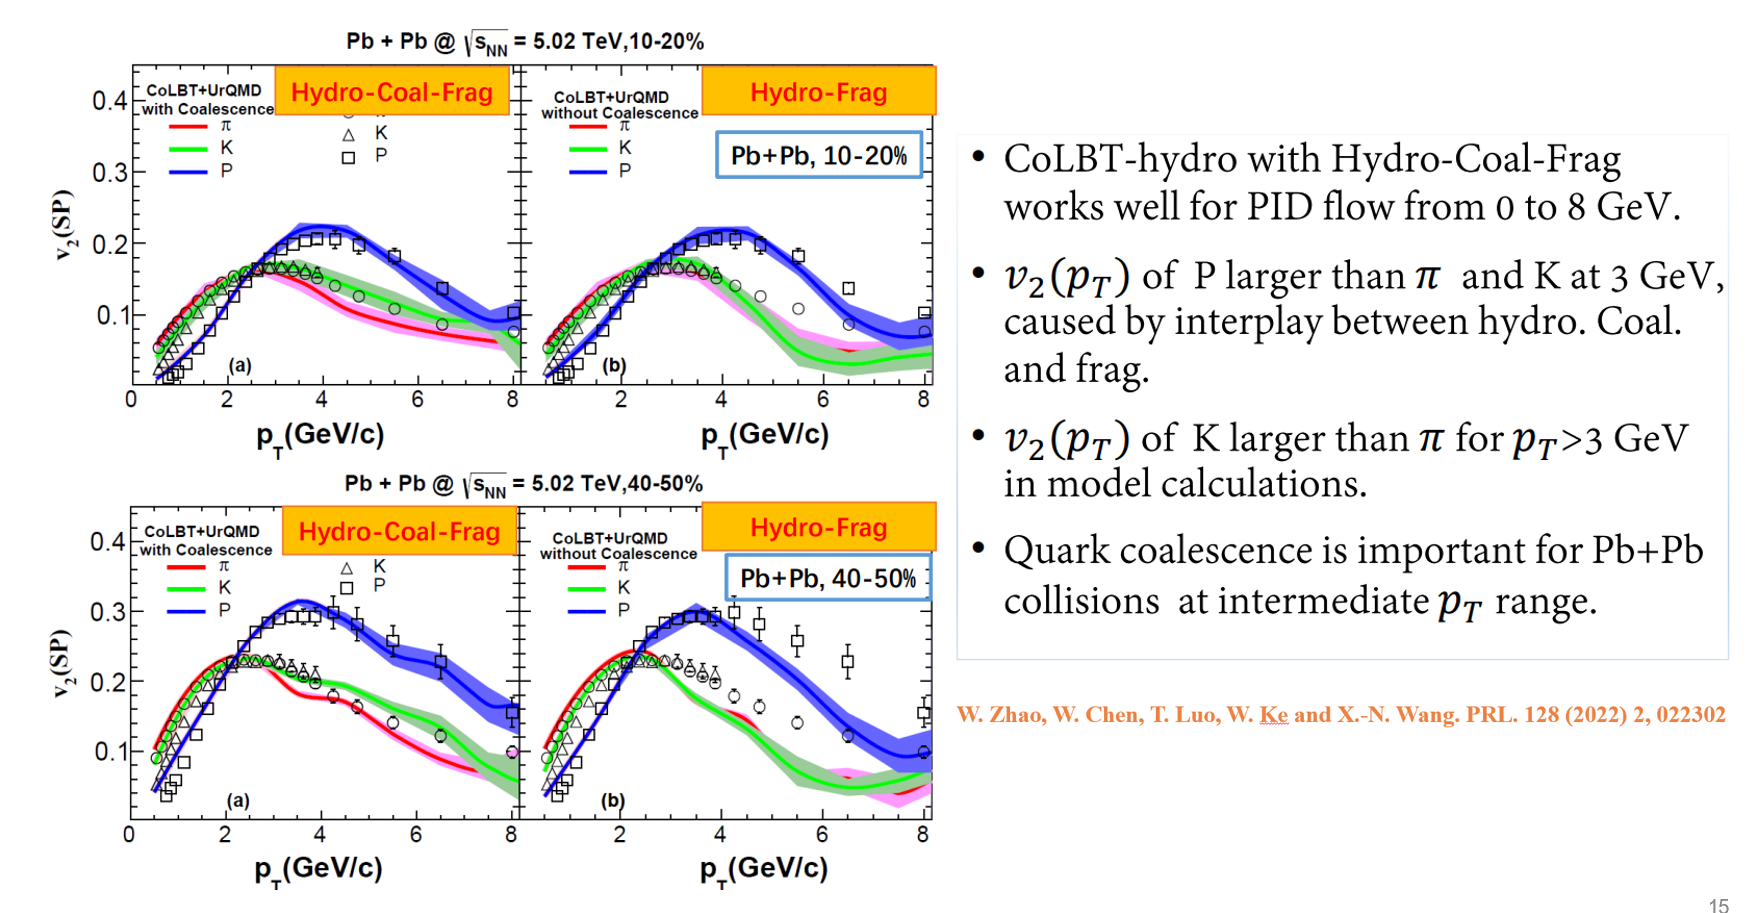 Pb + Pb @ √sNN = 5.02 TeV,10-20%
CoLBT+UrQMD
with Coalescence
Hydro-Coal-Frag
π
K
P
K
P
0.4
0.3
0.2
0.1
v2(SP)
(a)
0 2 4 6 8
pT(GeV/c)
CoLBT+UrQMD
without Coalescence
Hydro-Frag
Pb+Pb, 10-20%
π
K
P
(b)
2 4 6 8
pT(GeV/c)
Pb + Pb @ √sNN = 5.02 TeV,40-50%
CoLBT+UrQMD
with Coalescence
Hydro-Coal-Frag
π
K
P
K
P
0.4
0.3
0.2
0.1
v2(SP)
(a)
0 2 4 6 8
pT(GeV/c)
CoLBT+UrQMD
without Coalescence
Hydro-Frag
Pb+Pb, 40-50%
π
K
P
(b)
2 4 6 8
pT(GeV/c)
• CoLBT-hydro with Hydro-Coal-Frag
works well for PID flow from 0 to 8 GeV.
• v2(pT) of P larger than π and K at 3 GeV,
caused by interplay between hydro. Coal.
and frag.
• v2(pT) of K larger than π for pT>3 GeV
in model calculations.
• Quark coalescence is important for Pb+Pb
collisions at intermediate pT range.
W. Zhao, W. Chen, T. Luo, W. Ke and X.-N. Wang. PRL. 128 (2022) 2, 022302
15